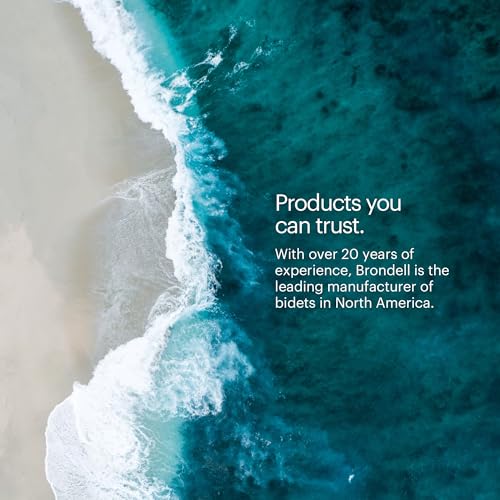 Products you
can trust.
With over 20 years of
experience, Brondell is the
leading manufacturer of
bidets in North America.